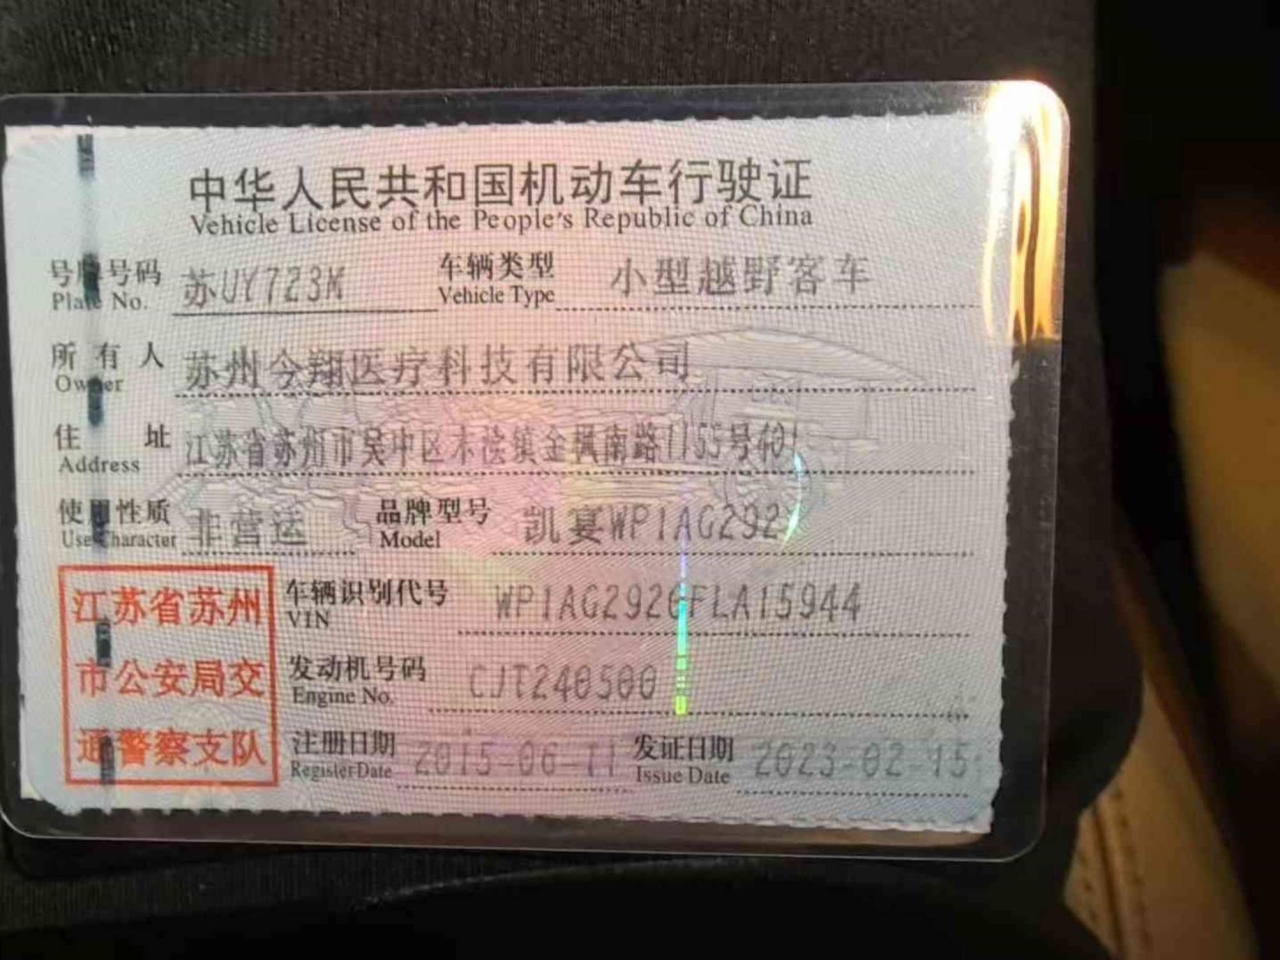 中华人民共和国机动车行驶证
Vehicle License of the People's Republic of China
号牌号码 苏UY723M 车辆类型 小型越野客车
Plate No. Vehicle Type
所有人 苏州今翔医疗科技有限公司
Owner
住址 江苏省苏州市吴中区木渎镇金枫南路1155号401
Address
使用性质 非营运 品牌型号 凯宴WP1AG292
Use Character Model
江苏省苏州
市公安局交
通警察支队
车辆识别代号 WP1AG2926FLA15944
VIN
发动机号码 CJT240500
Engine No.
注册日期 2015-06-11 发证日期 2023-02-15
Register Date Issue Date